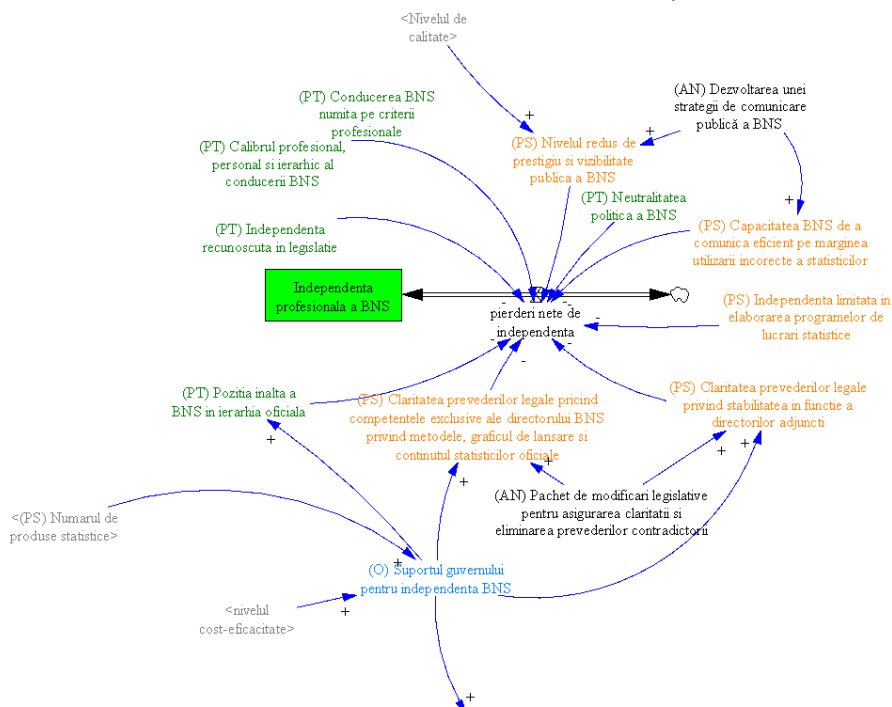 <Nivelul de
calitate>
(PT) Conducerea BNS
numita pe criterii
profesionale
(AN) Dezvoltarea unei
strategii de comunicare
publică a BNS
+
+
(PS) Nivelul redus de
prestigiu si vizibilitate
publica a BNS
(PT) Calibrul profesional,
personal si ierarhic al
conducerii BNS
(PT) Neutralitatea
politica a BNS
+
(PT) Independenta
recunoscuta in legislatie
(PS) Capacitatea BNS de a
comunica eficient pe marginea
utilizarii incorecte a statisticilor
Independenta
profesionala a BNS
pierderi nete de
independenta
-
-
-
-
-
-
-
(PS) Independenta limitata in
elaborarea programelor de
lucrari statistice
(PT) Pozitia inalta a
BNS in ierarhia oficiala
+
(PS) Claritatea prevederilor legale pricind
competentele exclusive ale directorului BNS
privind metodele, graficul de lansare si
continutul statisticilor oficiale
+
+
(PS) Claritatea prevederilor legale
privind stabilitatea in functie a
directorilor adjuncti
+
+
(AN) Pachet de modificari legislative
pentru asigurarea claritatii si
eliminarea prevederilor contradictorii
<(PS) Numarul de
produse statistice>
+
(O) Suportul guvernului
pentru independenta BNS
<nivelul
cost-eficacitate>
+
+